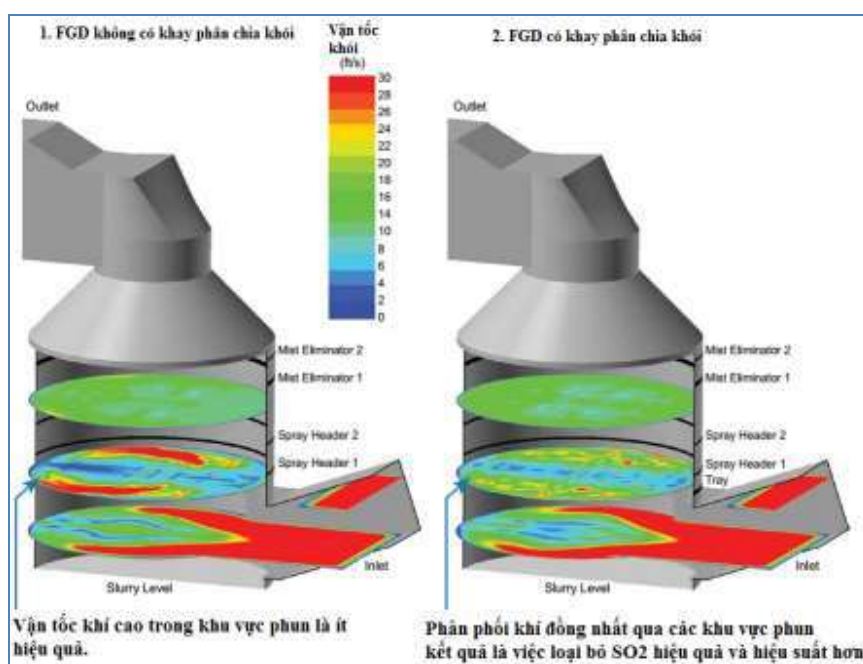 1. FGD không có khay phân chia khói
Vận tốc
khói
(ft/s)
2. FGD có khay phân chia khói
30
28
26
24
22
20
18
16
14
12
10
8
6
4
2
0
Outlet
Mist Eliminator 2
Mist Eliminator 1
Spray Header 2
Spray Header 1
Inlet
Slurry Level
Outlet
Mist Eliminator 2
Mist Eliminator 1
Spray Header 2
Spray Header 1
Tray
Inlet
Slurry Level
Vận tốc khí cao trong khu vực phun là ít
hiệu quả.
Phân phối khí đồng nhất qua các khu vực phun
kết quả là việc loại bỏ SO2 hiệu quả và hiệu suất hơn